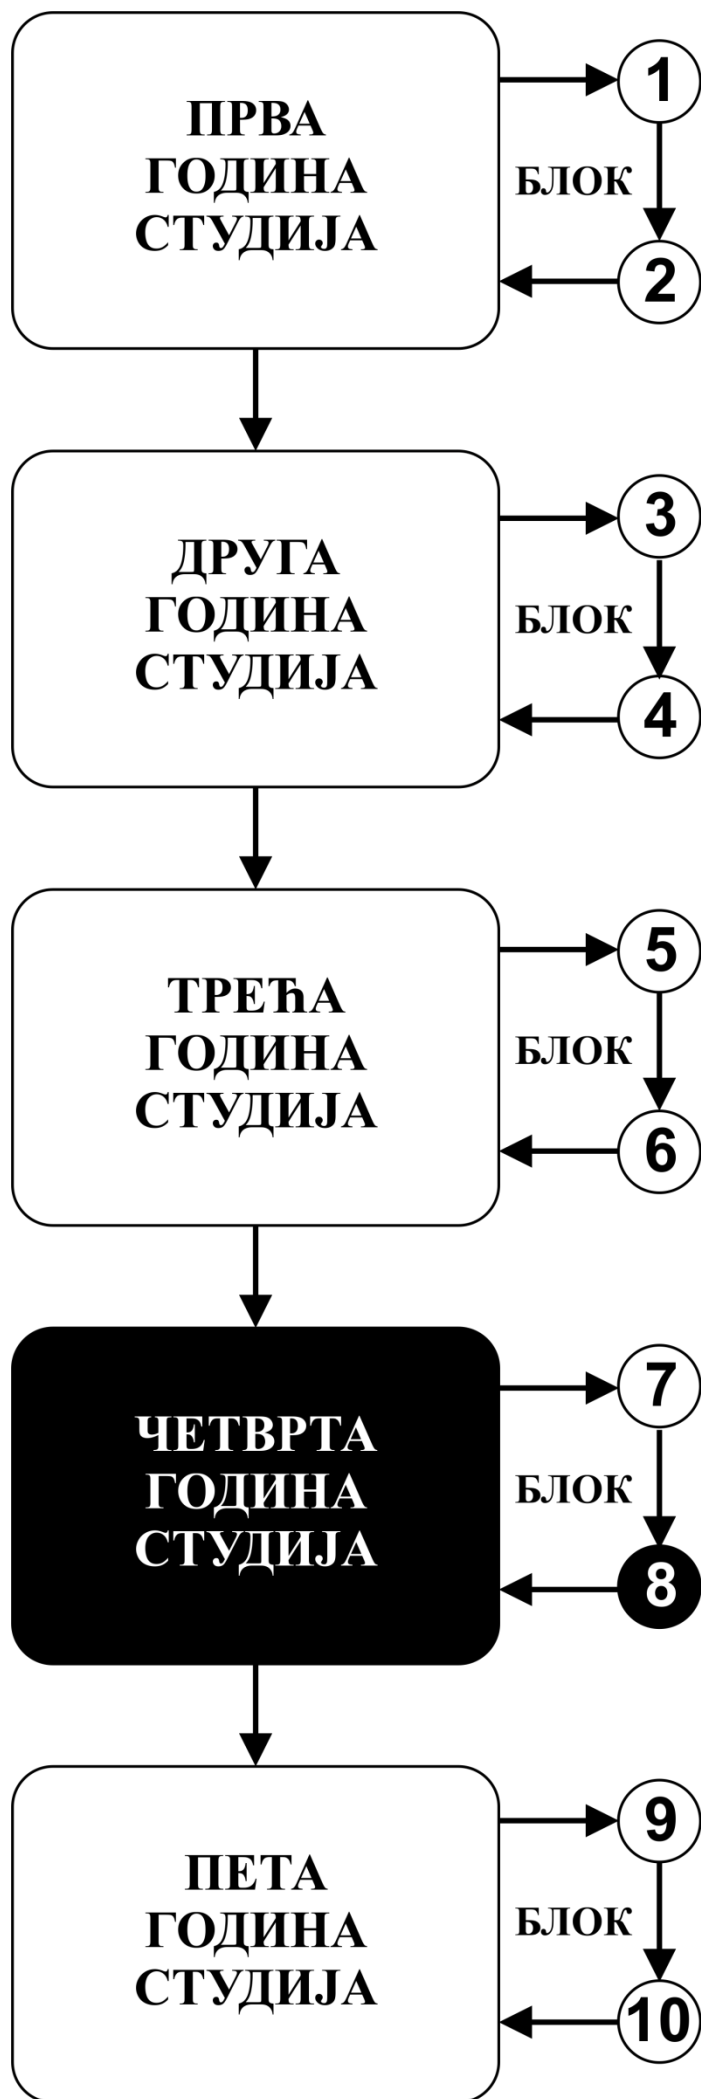 ПРВА
ГОДИНА
СТУДИЈА
1
БЛОК
2
ДРУГА
ГОДИНА
СТУДИЈА
3
БЛОК
4
ТРЕЋА
ГОДИНА
СТУДИЈА
5
БЛОК
6
ЧЕТВРТА
ГОДИНА
СТУДИЈА
7
БЛОК
8
ПЕТА
ГОДИНА
СТУДИЈА
9
БЛОК
10